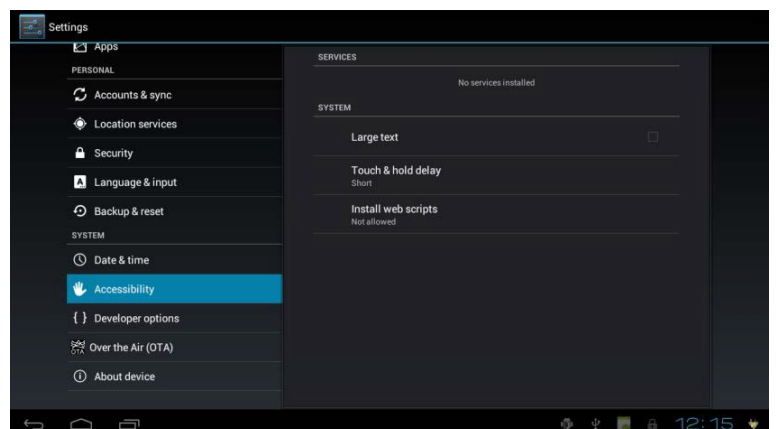 Settings
Apps
PERSONAL
Accounts & sync
Location services
Security
A Language & input
Backup & reset
SYSTEM
Date & time
Accessibility
{ } Developer options
OTA Over the Air (OTA)
About device
SERVICES
No services installed
SYSTEM
Large text
Touch & hold delay
Short
Install web scripts
Not allowed
12:15